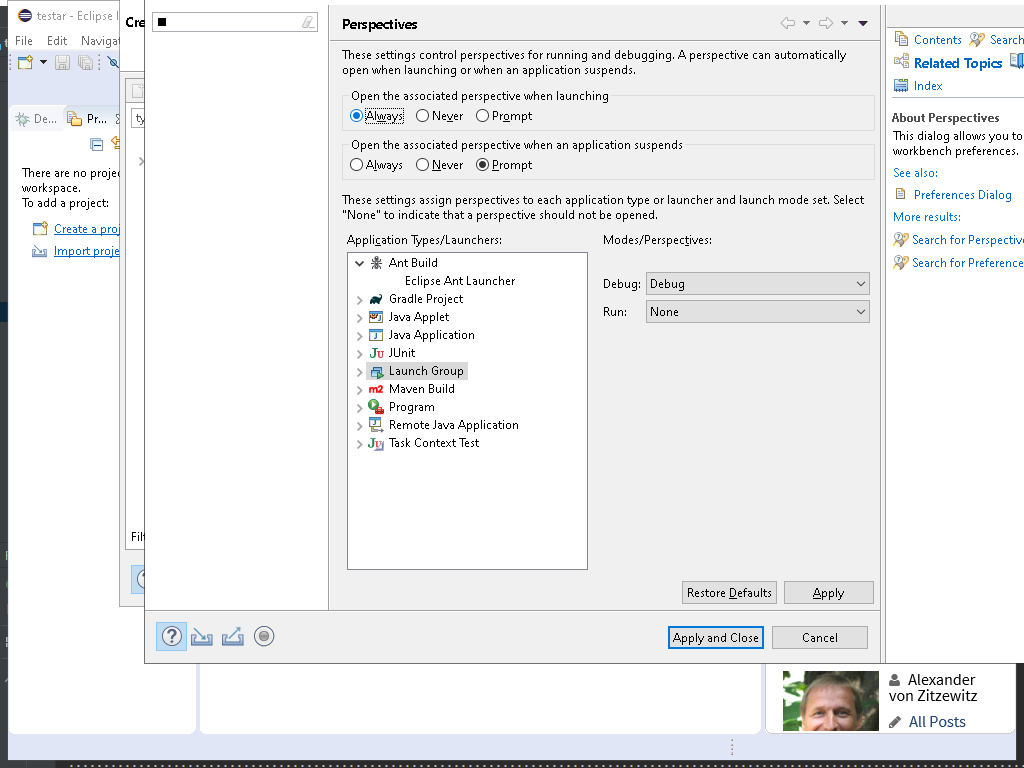 testar - Eclipse I
File Edit Naviga
De...
Pr...
There are no proje
workspace.
To add a project:
Create a proj
Import proje
Cre
ty
Filt
■
Perspectives
These settings control perspectives for running and debugging. A perspective can automatically
open when launching or when an application suspends.
Open the associated perspective when launching
Always Never Prompt
Open the associated perspective when an application suspends
Always Never Prompt
These settings assign perspectives to each application type or launcher and launch mode set. Select
"None" to indicate that a perspective should not be opened.
Application Types/Launchers:
Ant Build
Eclipse Ant Launcher
Gradle Project
Java Applet
Java Application
JUnit
Launch Group
Maven Build
Program
Remote Java Application
Task Context Test
Modes/Perspectives:
Debug: Debug
Run: None
Restore Defaults Apply
Apply and Close Cancel
Contents Search
Related Topics
Index
About Perspectives
This dialog allows you to
workbench preferences.
See also:
Preferences Dialog
More results:
Search for Perspective
Search for Preference
Alexander
von Zitzewitz
All Posts